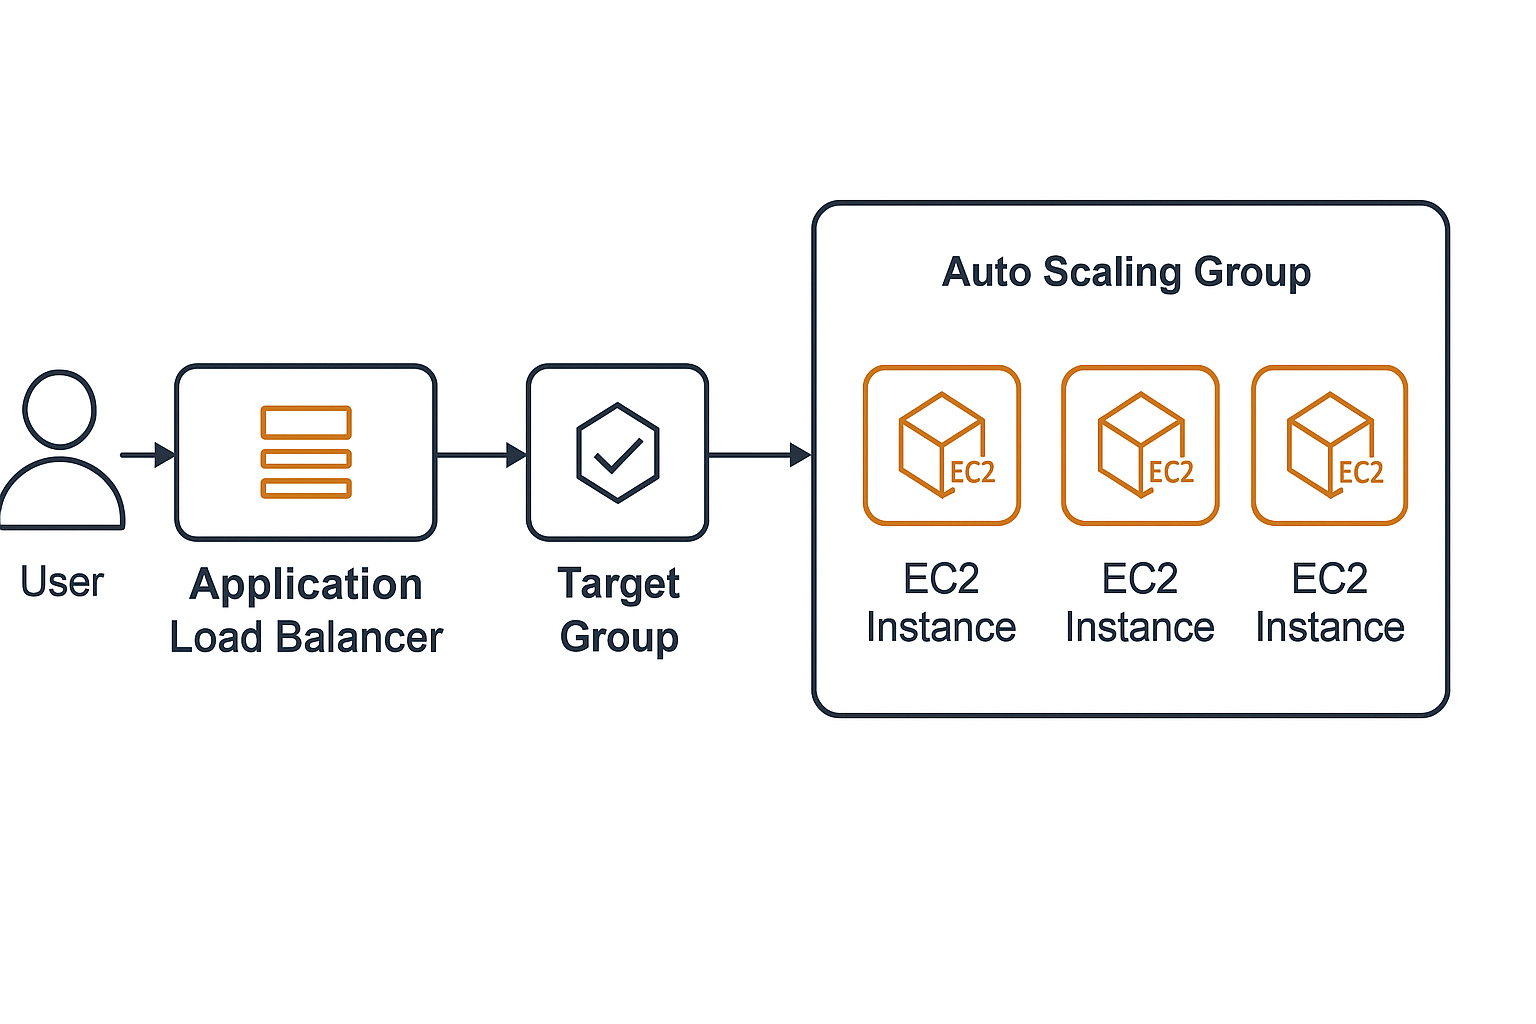 User
Application
Load Balancer
Target
Group
Auto Scaling Group
EC2
EC2
Instance
EC2
EC2
Instance
EC2
EC2
Instance